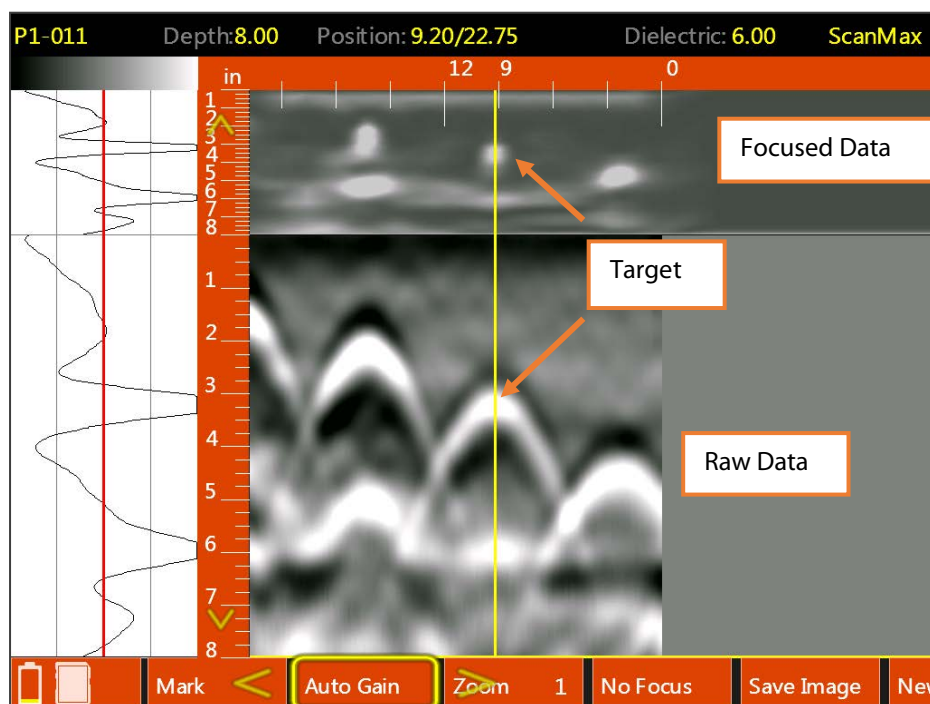 P1-011 Depth:8.00 Position: 9.20/22.75 Dielectric: 6.00 ScanMax
in 12 9 0
1
2
3
4
5
6
7
8
Focused Data
Target
1
2
3
4
5
6
7
8
Raw Data
Mark Auto Gain Zoom 1 No Focus Save Image New